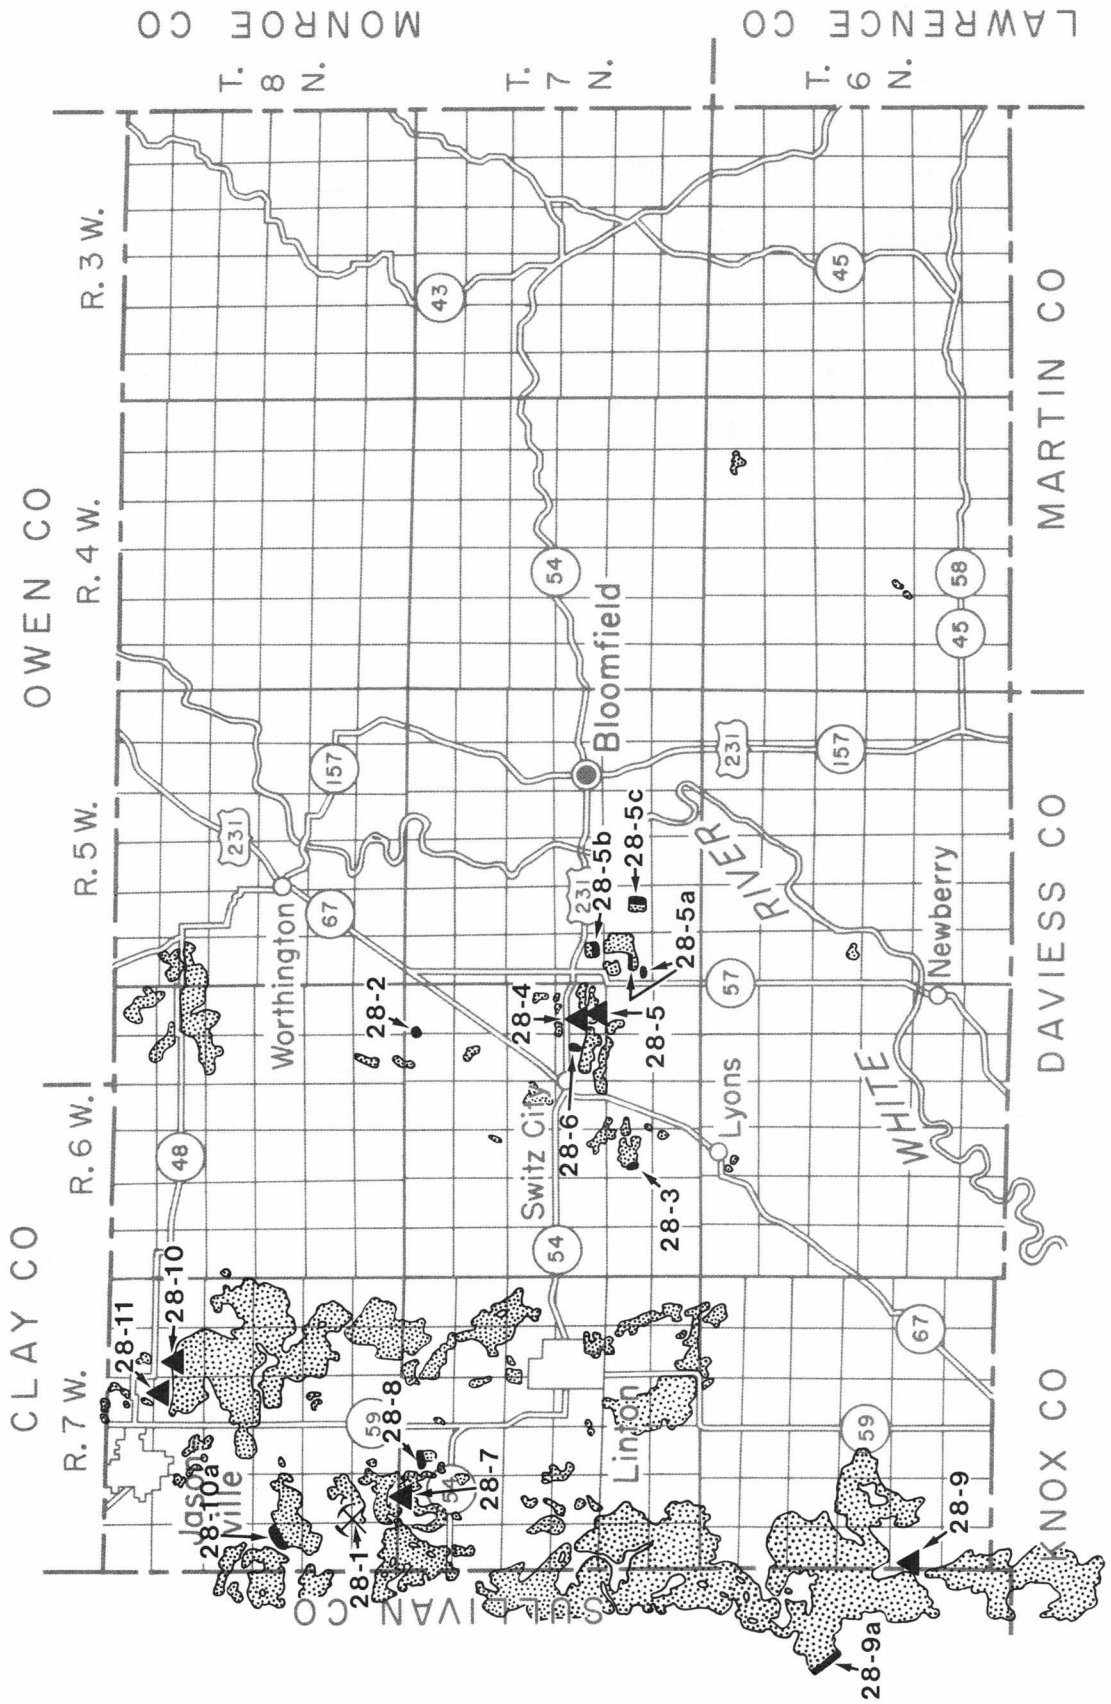 CLAY CO
OWEN CO
R. 7 W.
R. 6 W.
R. 5 W.
R. 4 W.
R. 3 W.
MONROE CO
T.
8
N.
T.
7
N.
T.
6
N.
LAWRENCE CO
SULLIVAN CO
KNOX CO
DAVIESS CO
MARTIN CO
Jason
ville
28-11
28-10
28-10a
28-1
28-8
28-7
59
54
48
Worthington
231
67
157
28-2
43
Switz City
54
28-4
28-6
28-5
231
28-5b
28-5c
28-5a
28-3
Bloomfield
54
Linton
Lyons
57
231
WHITE
RIVER
Newberry
157
45
45
58
59
67
28-9
28-9a